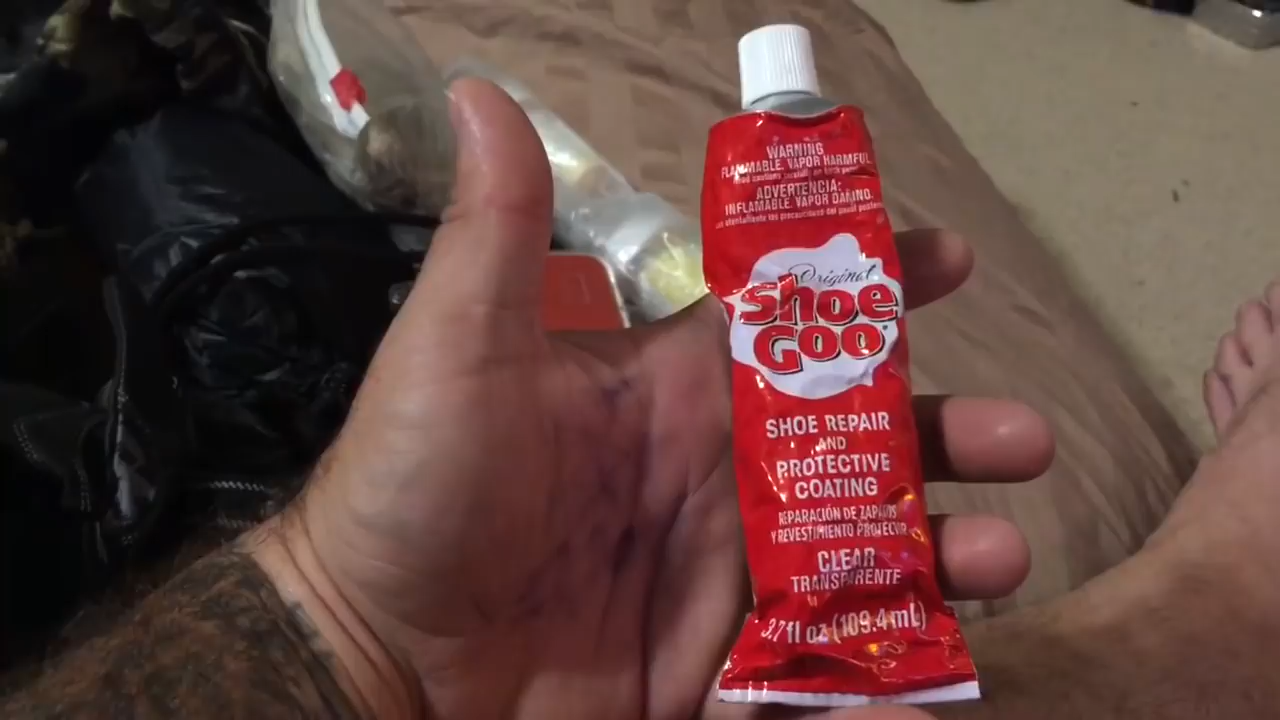 WARNING
FLAMMABLE. VAPOR HARMFUL.
ADVERTENCIA:
INFLAMABLE. VAPOR DAÑINO.
Original
Shoe
Goo
SHOE REPAIR
AND
PROTECTIVE
COATING
REPARACIÓN DE ZAPATOS
Y REVESTIMIENTO PROTECTOR
CLEAR
TRANSPARENTE
3.7 fl oz (109.4 mL)